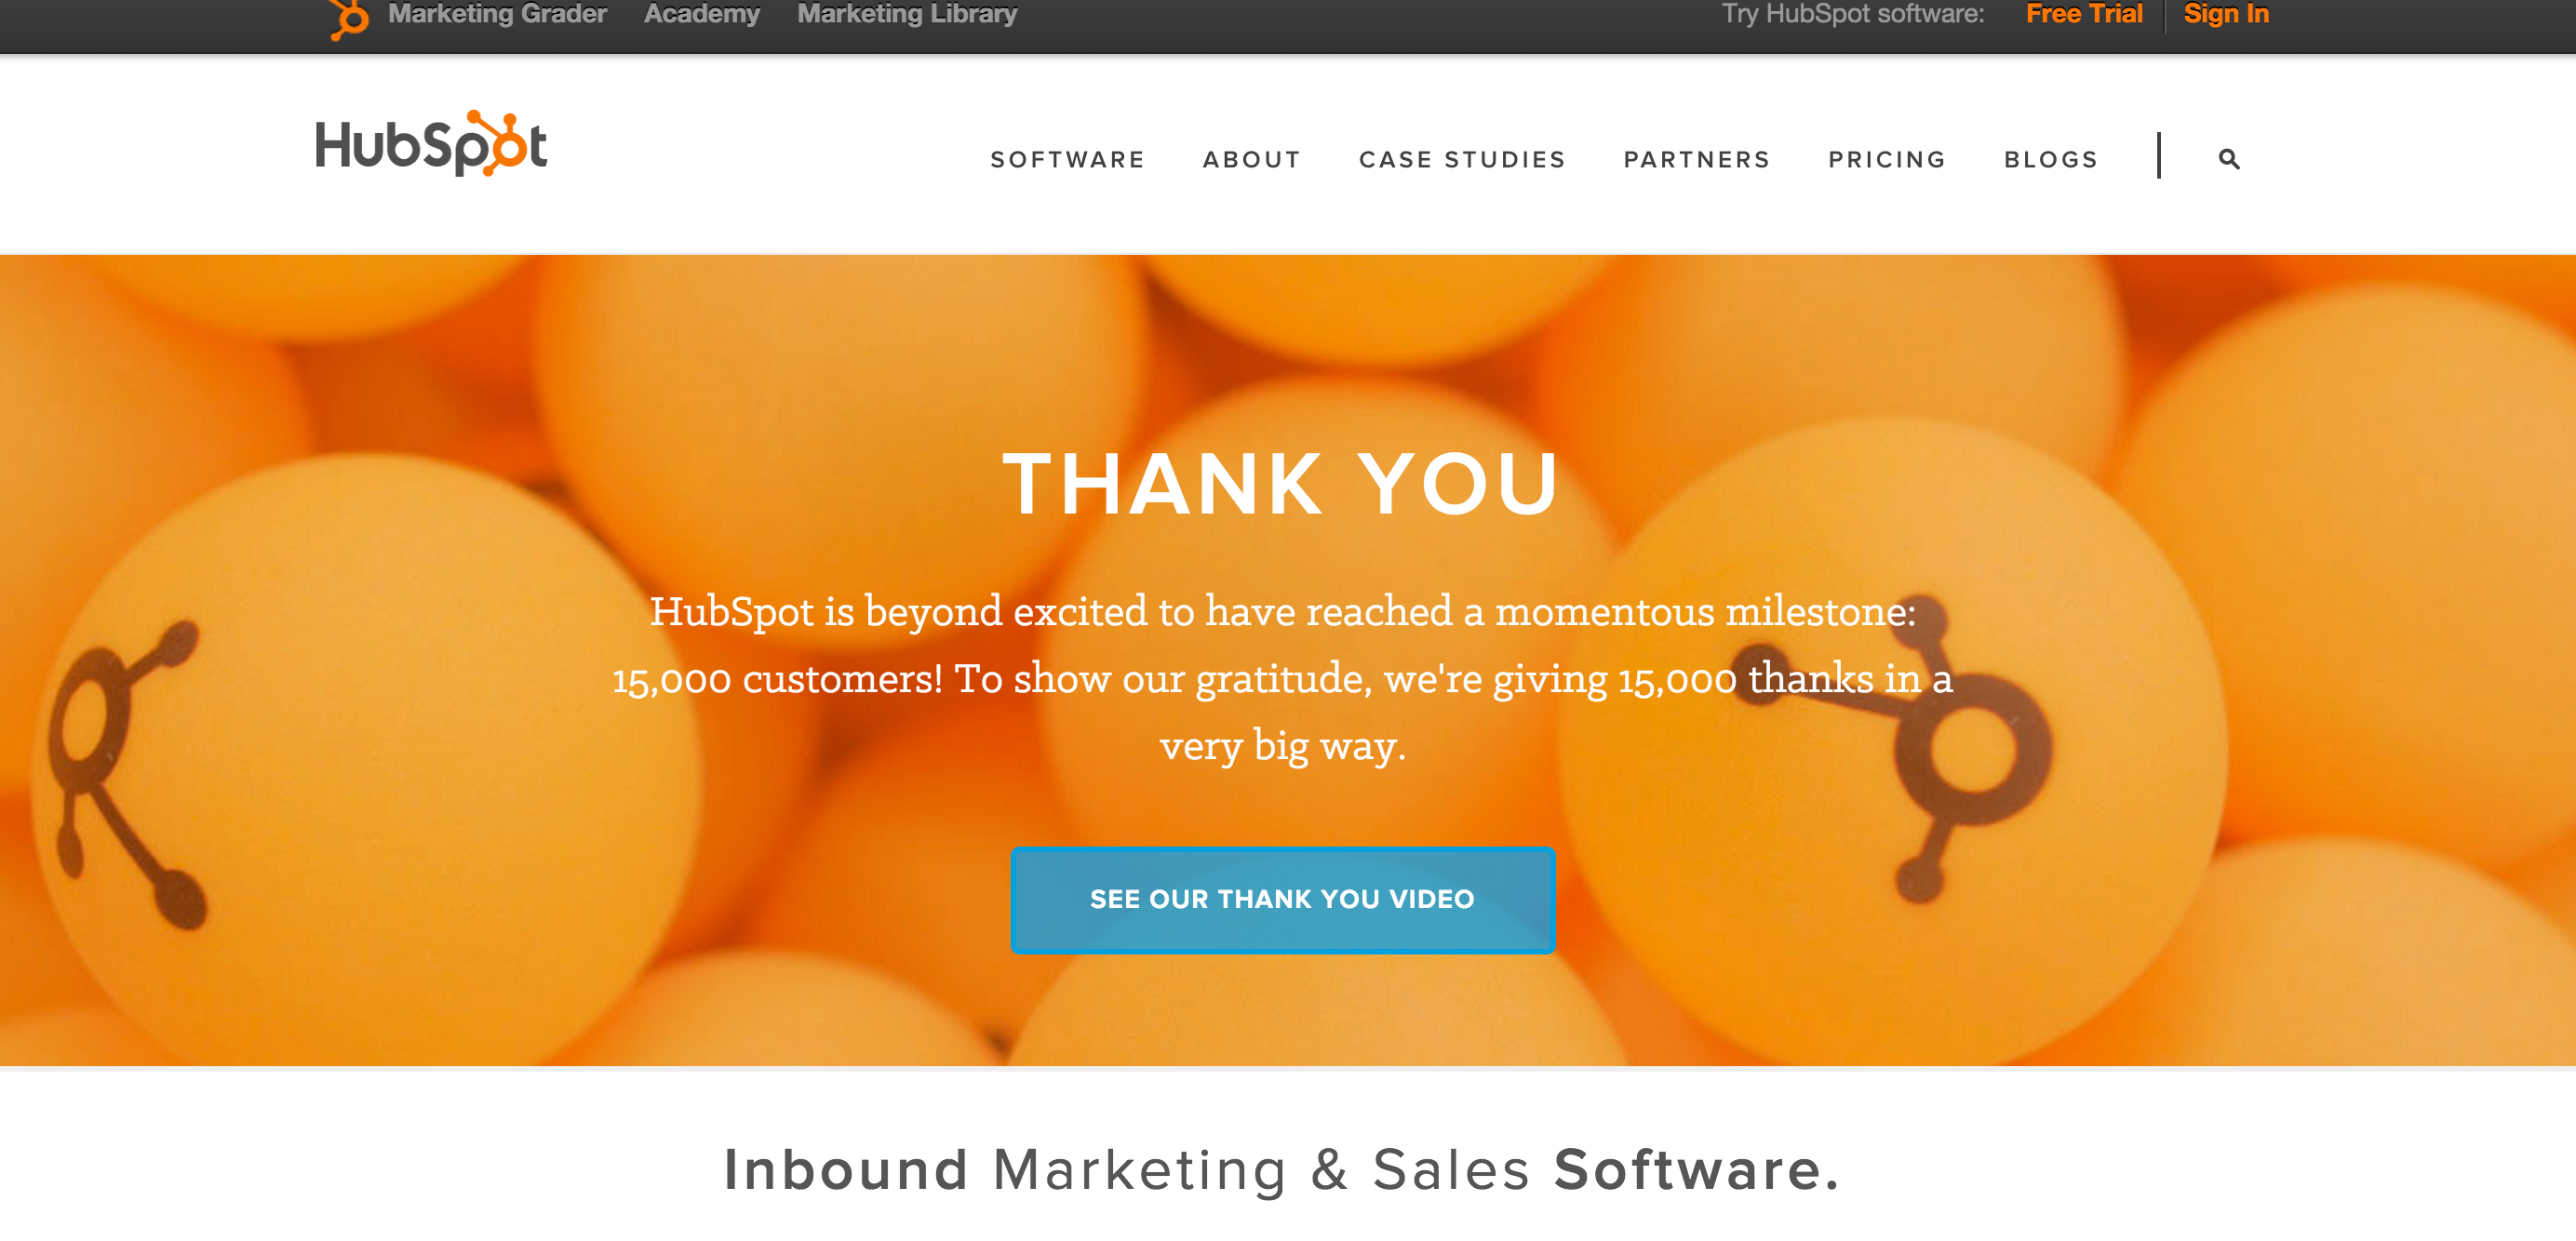 Marketing Grader Academy Marketing Library Try HubSpot software: Free Trial Sign In
HubSpot SOFTWARE ABOUT CASE STUDIES PARTNERS PRICING BLOGS
THANK YOU
HubSpot is beyond excited to have reached a momentous milestone:
15,000 customers! To show our gratitude, we're giving 15,000 thanks in a
very big way.
SEE OUR THANK YOU VIDEO
Inbound Marketing & Sales Software.